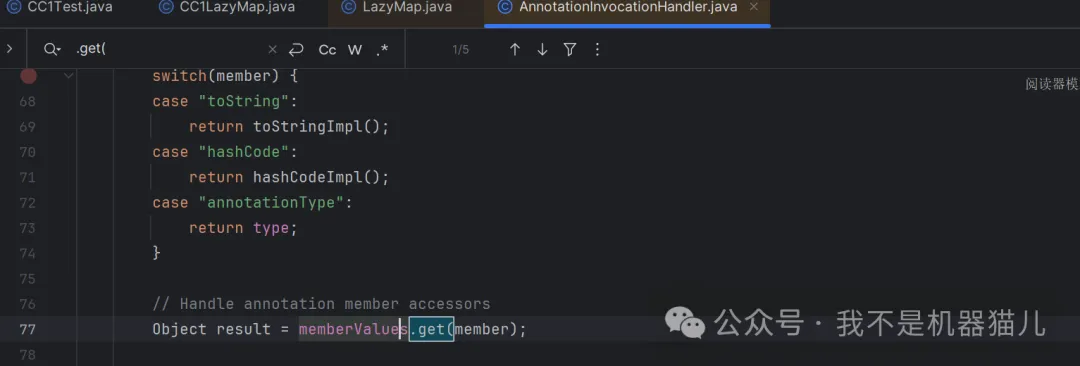 CC1Test.java CC1LazyMap.java LazyMap.java AnnotationInvocationHandler.java
.get( Cc W .* 1/5
switch(member) { 阅读器模
68 case "toString":
69 return toStringImpl();
70 case "hashCode":
71 return hashCodeImpl();
72 case "annotationType":
73 return type;
74 }
75
76 // Handle annotation member accessors
77 Object result = memberValues.get(member);
78
公众号·我不是机器猫儿